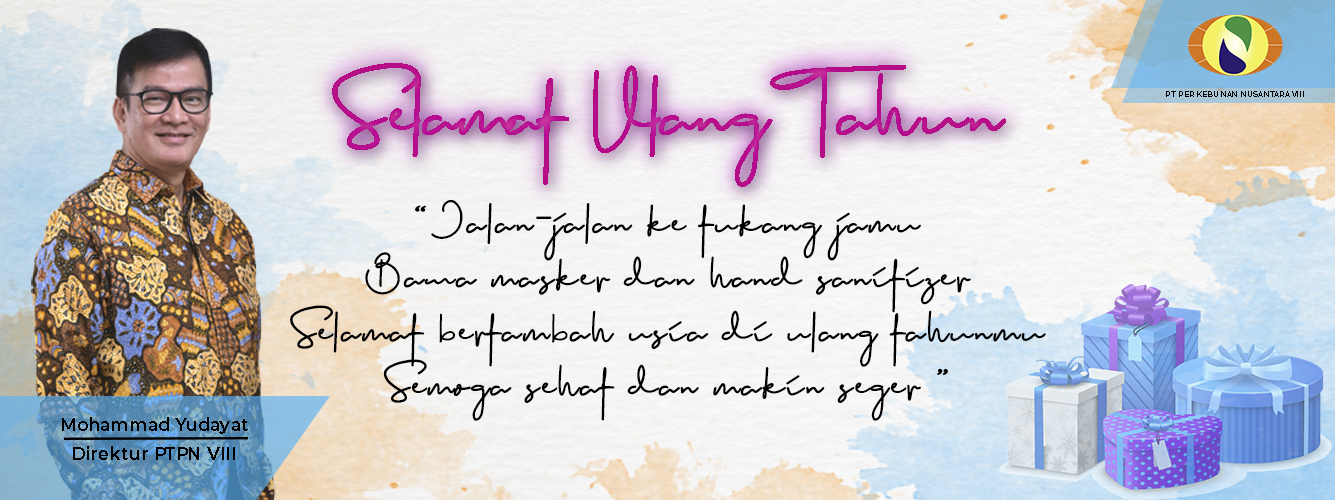 Selamat Ulang Tahun
PT PERKEBUNAN NUSANTARA VIII
“Jalan-jalan ke tukang jamu
Bawa masker dan hand sanitizer
Selamat bertambah usia di ulang tahunmu
Semoga sehat dan makin seger”
Mohammad Yudayat
Direktur PTPN VIII